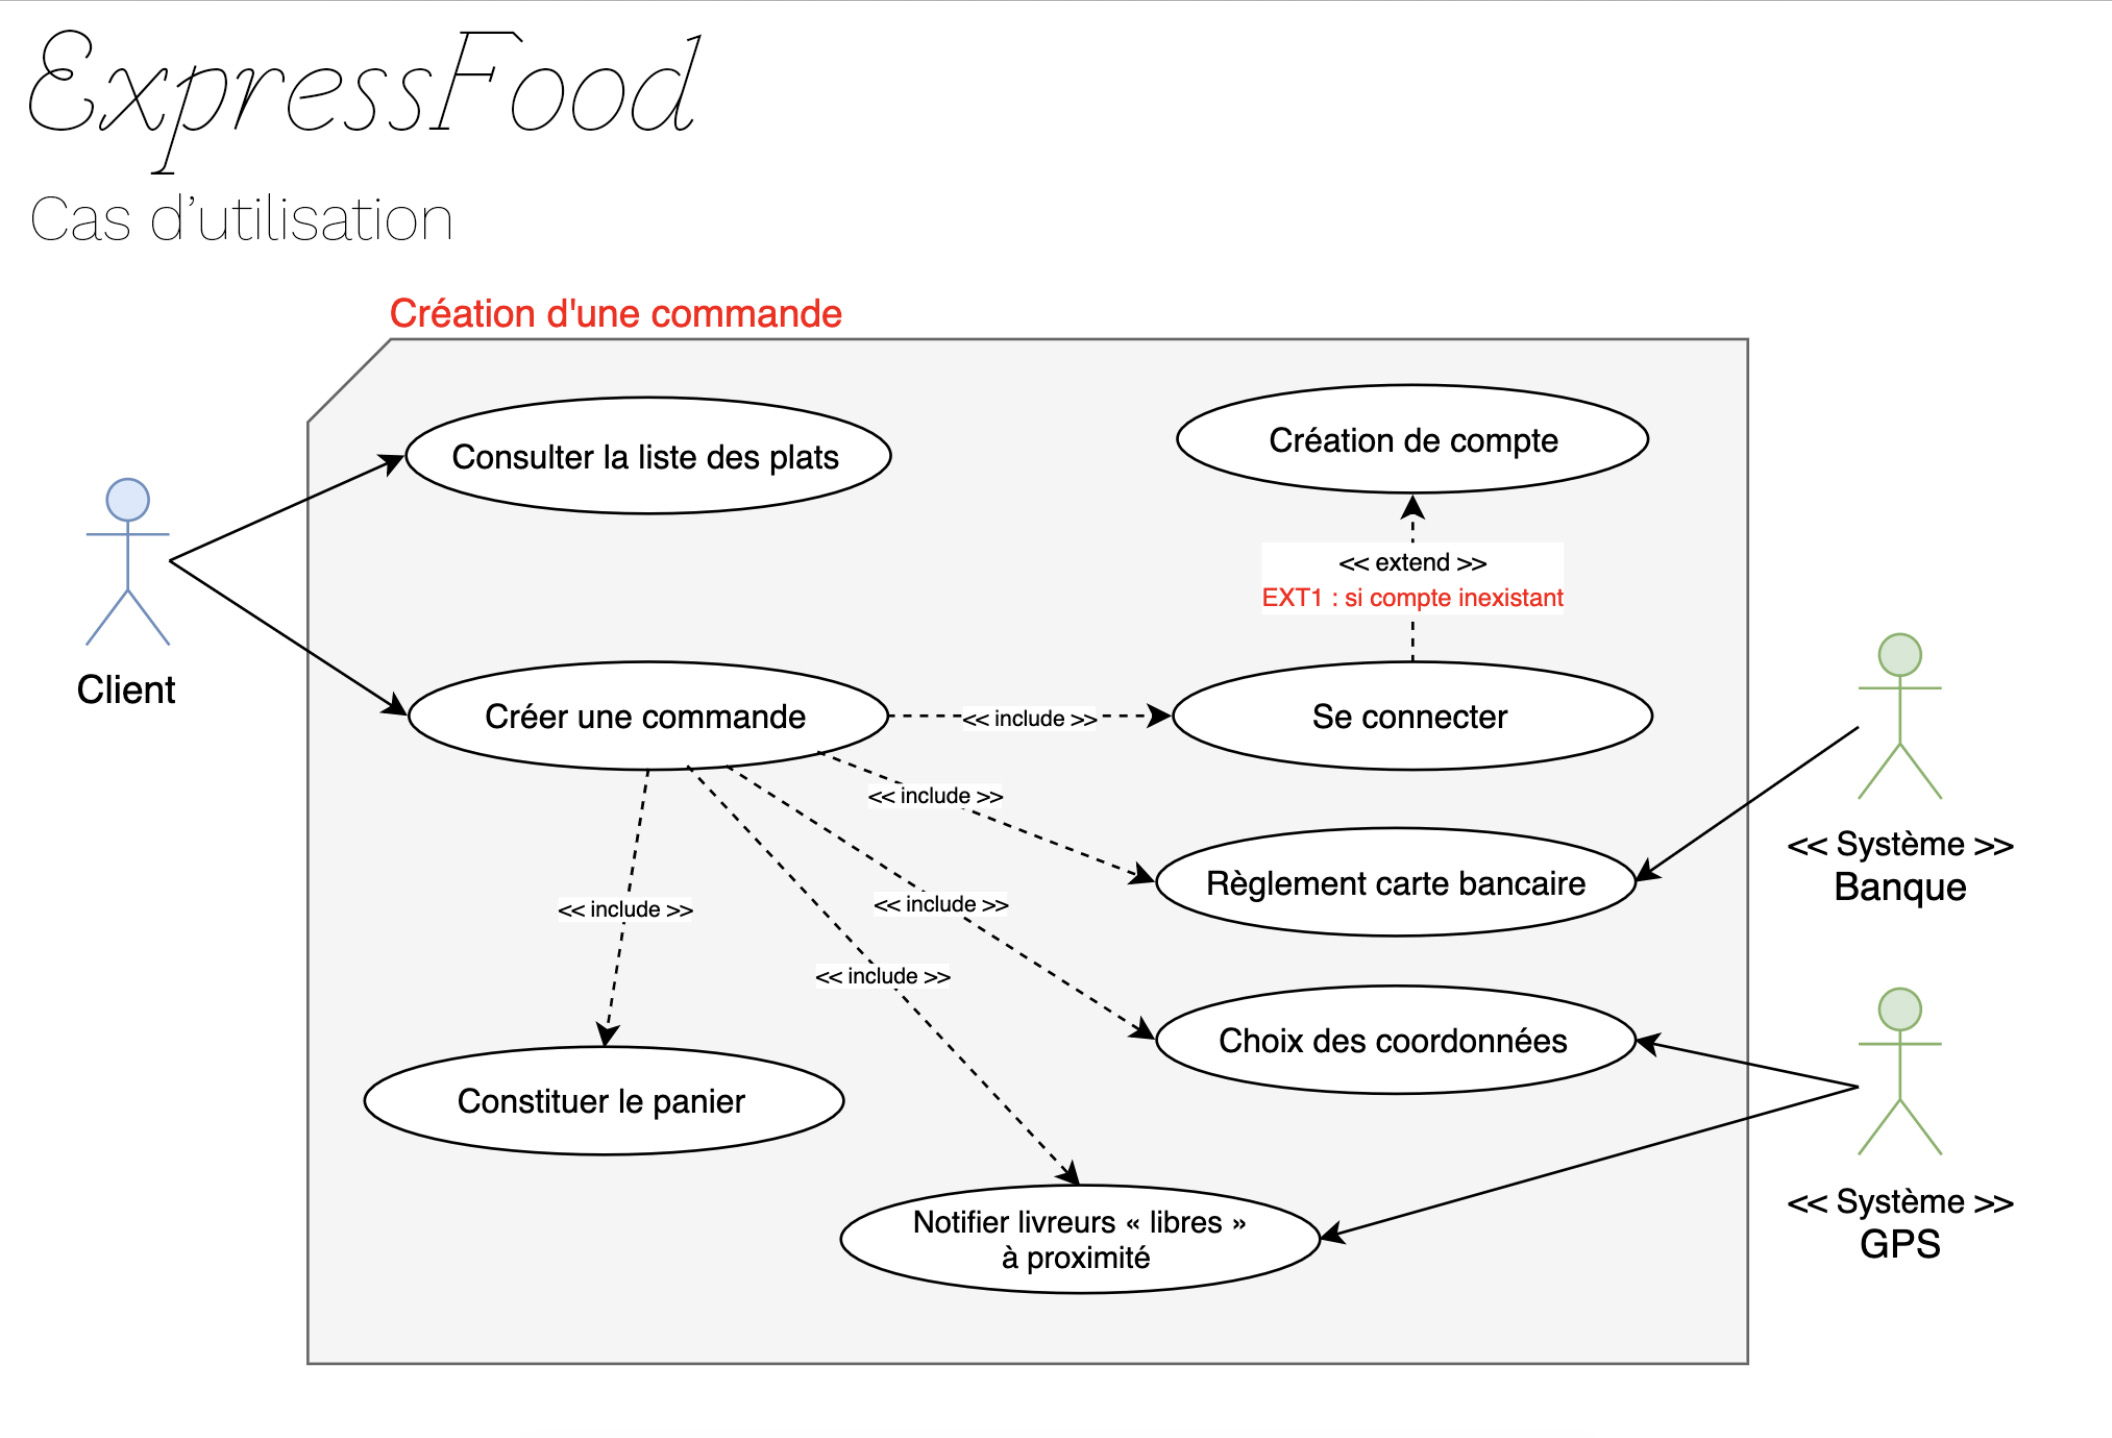 ExpressFood
Cas d'utilisation
Création d'une commande
Consulter la liste des plats
Création de compte
<< extend >>
EXT1 : si compte inexistant
Client
Créer une commande
<< include >>
Se connecter
<< include >>
<< Système >>
Banque
Règlement carte bancaire
<< include >>
<< include >>
<< include >>
Choix des coordonnées
Constituer le panier
<< Système >>
GPS
Notifier livreurs « libres »
à proximité